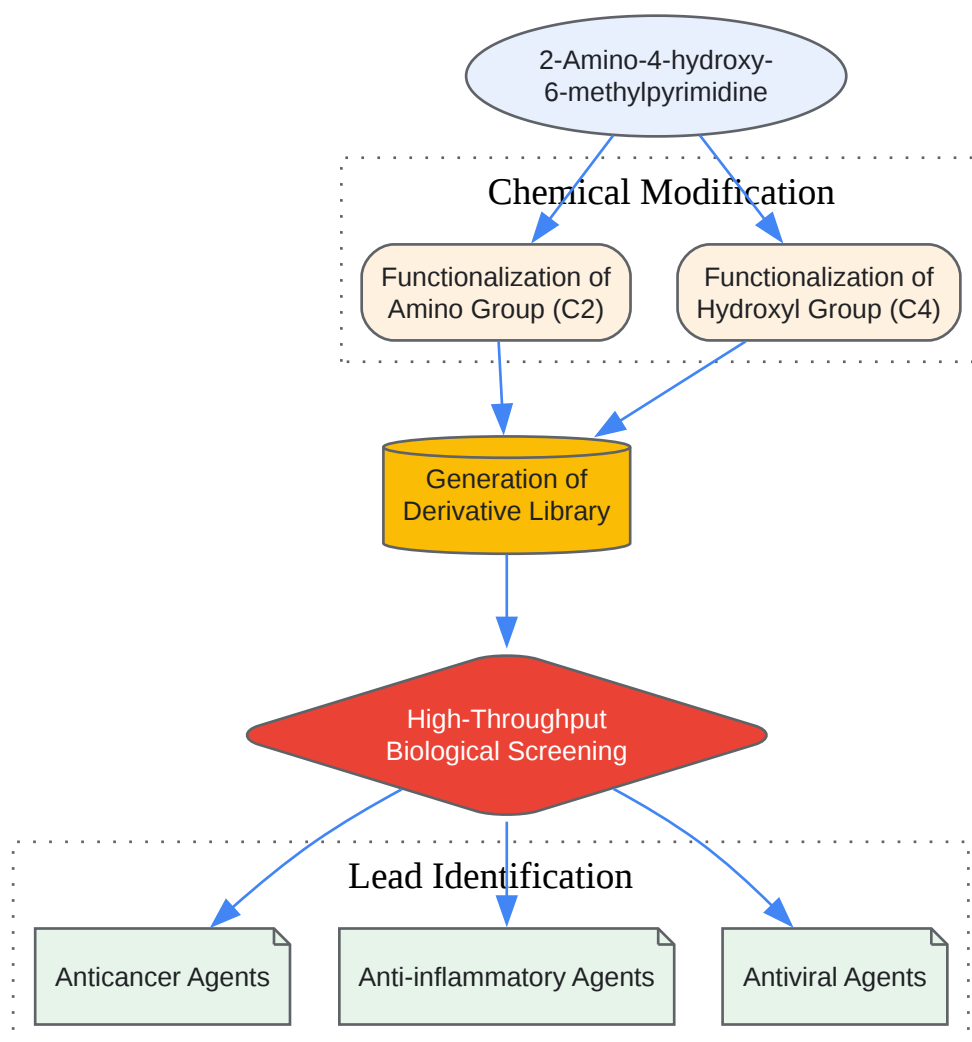 2-Amino-4-hydroxy-
6-methylpyrimidine
Chemical Modification
Functionalization of
Amino Group (C2)
Functionalization of
Hydroxyl Group (C4)
Generation of
Derivative Library
High-Throughput
Biological Screening
Lead Identification
Anticancer Agents
Anti-inflammatory Agents
Antiviral Agents